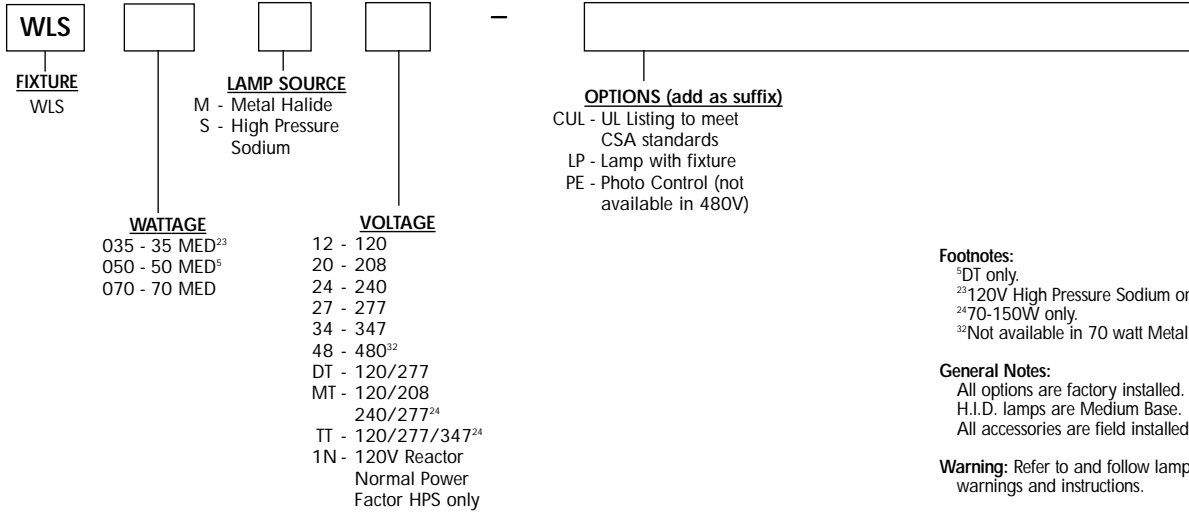 WLS
–
FIXTURE
WLS
LAMP SOURCE
M - Metal Halide
S - High Pressure
Sodium
OPTIONS (add as suffix)
CUL - UL Listing to meet
CSA standards
LP - Lamp with fixture
PE - Photo Control (not
available in 480V)
WATTAGE
035 - 35 MED²³
050 - 50 MED⁵
070 - 70 MED
VOLTAGE
12 - 120
20 - 208
24 - 240
27 - 277
34 - 347
48 - 480³²
DT - 120/277
MT - 120/208
240/277²⁴
TT - 120/277/347²⁴
1N - 120V Reactor
Normal Power
Factor HPS only
Footnotes:
⁵DT only.
²³120V High Pressure Sodium
²⁴70-150W only.
³²Not available in 70 watt Metal
General Notes:
All options are factory installed.
H.I.D. lamps are Medium Base.
All accessories are field installed
Warning: Refer to and follow lamp
warnings and instructions.